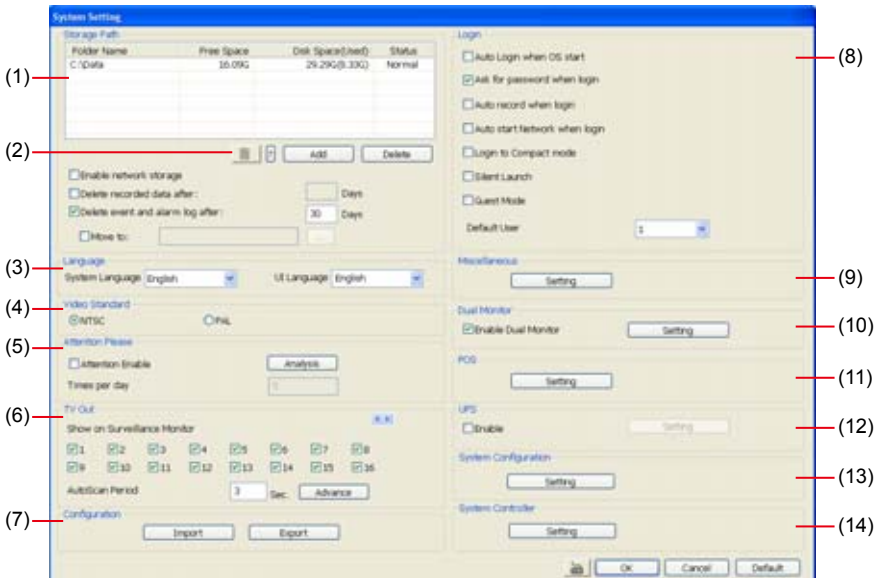 System Setting
Storage Path
Folder Name Free Space Disk Space(Used) Status
C:\Data 16.09G 29.29G(8.33G) Normal
(1)
(2)
Add Delete
Enable network storage
Delete recorded data after: Days
Delete event and alarm log after: 30 Days
Move to: ...
(3)
Language
System Language English UI Language English
(4)
Video Standard
NTSC PAL
(5)
Attention Please
Attention Enable Analysis
Times per day
(6)
TV Out
Show on Surveillance Monitor
1 2 3 4 5 6 7 8
9 10 11 12 13 14 15 16
AutoScan Period 3 Sec. Advance
(7)
Configuration
Import Export
Login
(8)
Auto Login when OS start
Ask for password when login
Auto record when login
Auto start Network when login
Login to Compact mode
Silent Launch
Guest Mode
Default User 1
Miscellaneous
Setting (9)
Dual Monitor
Enable Dual Monitor Setting (10)
POS
Setting (11)
UPS
Enable Setting (12)
System Configuration
Setting (13)
System Controller
Setting (14)
OK Cancel Default